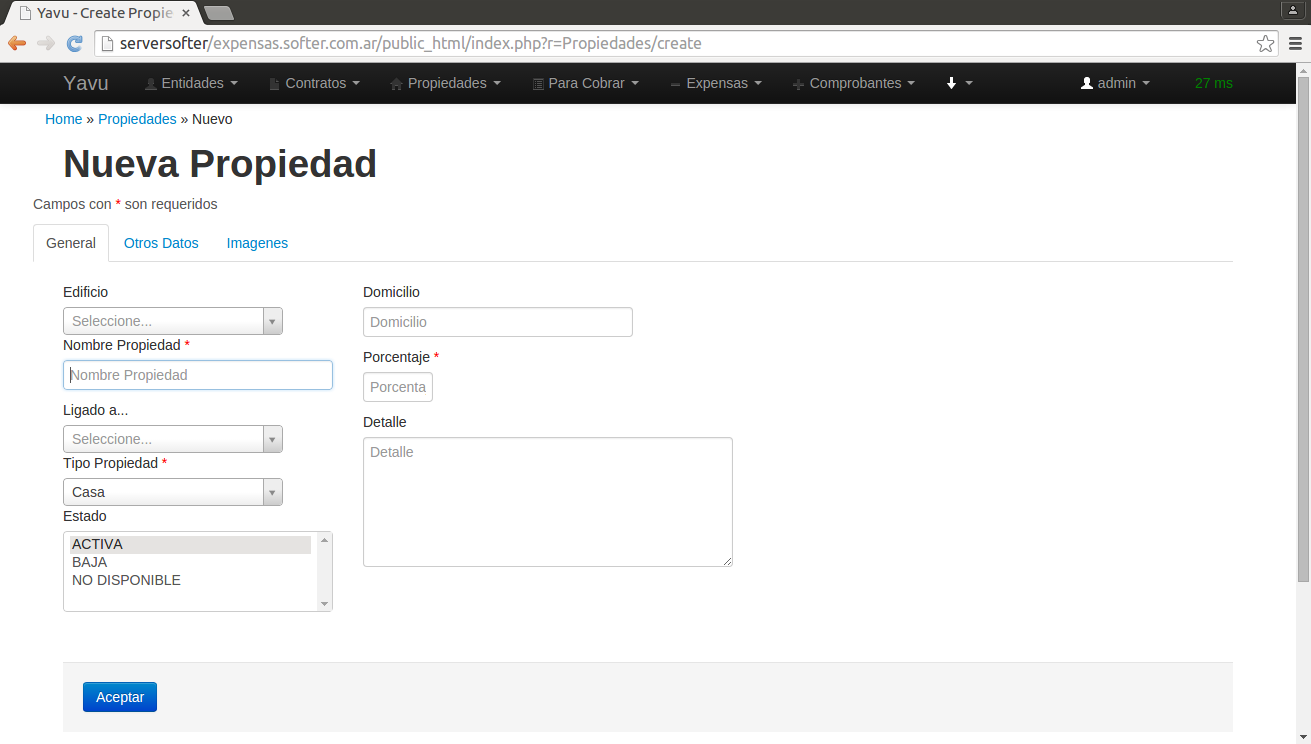 Yavu - Create Propie
serversofter/expensas.softer.com.ar/public_html/index.php?r=Propiedades/create
Yavu Entidades Contratos Propiedades Para Cobrar Expensas Comprobantes admin 27 ms
Home » Propiedades » Nuevo
Nueva Propiedad
Campos con * son requeridos
General Otros Datos Imagenes
Edificio
Seleccione...
Nombre Propiedad *
Nombre Propiedad
Ligado a...
Seleccione...
Tipo Propiedad *
Casa
Estado
ACTIVA
BAJA
NO DISPONIBLE
Domicilio
Domicilio
Porcentaje *
Porcenta
Detalle
Detalle
Aceptar